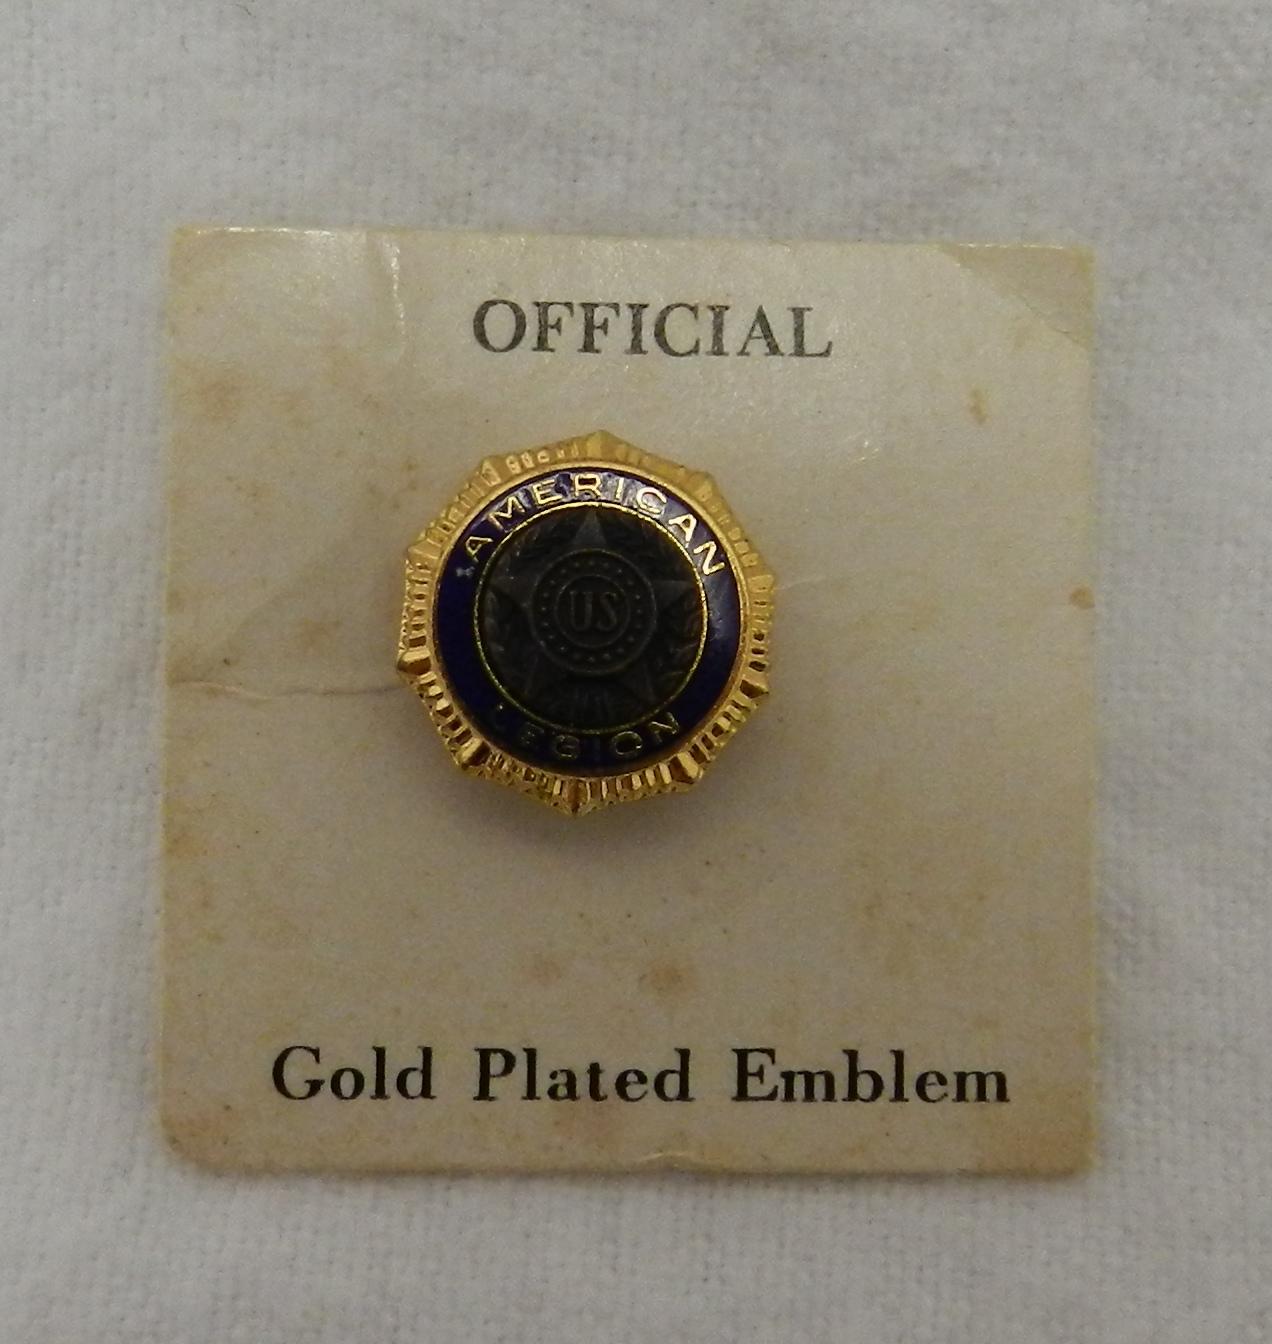 OFFICIAL
AMERICAN
US
LEGION
Gold Plated Emblem